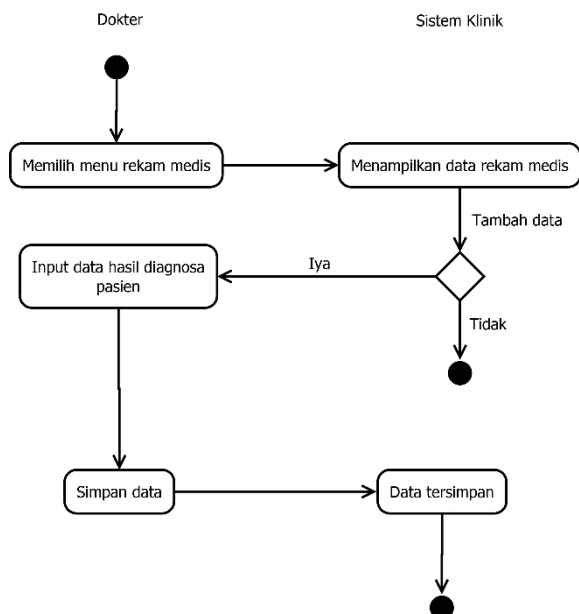 Dokter
Sistem Klinik
Memilih menu rekam medis
Menampilkan data rekam medis
Tambah data
Input data hasil diagnosa
pasien
Iya
Tidak
Simpan data
Data tersimpan